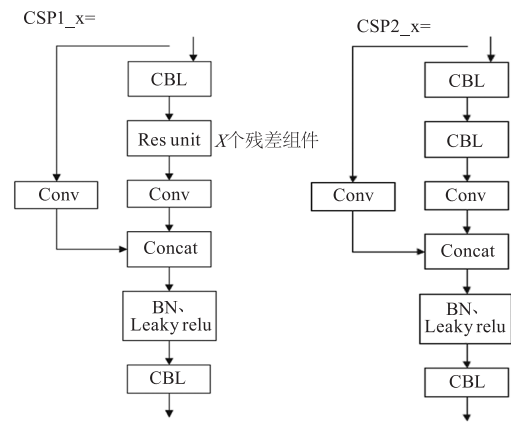 CSP1_x=
CBL
Res unit
X个残差组件
Conv
Conv
Concat
BN、
Leaky relu
CBL
CSP2_x=
CBL
CBL
Conv
Conv
Concat
BN、
Leaky relu
CBL